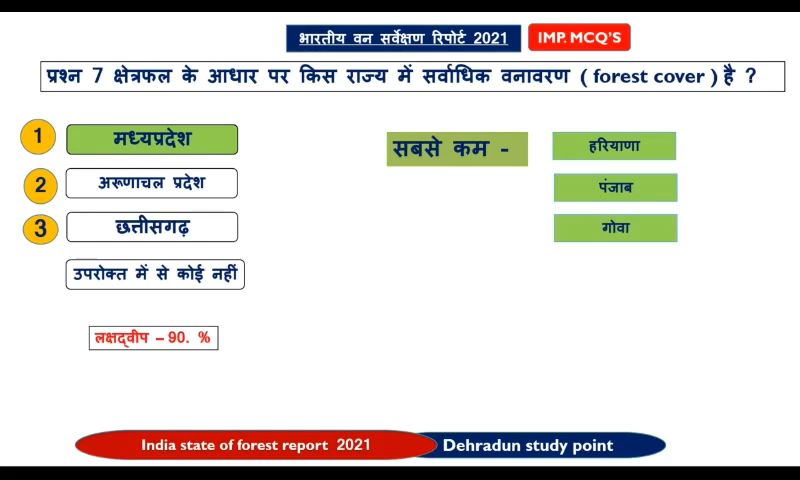 भारतीय वन सर्वेक्षण रिपोर्ट 2021
IMP. MCQ'S
प्रश्न 7 क्षेत्रफल के आधार पर किस राज्य में सर्वाधिक वनावरण ( forest cover ) है ?
1 मध्यप्रदेश
2 अरूणाचल प्रदेश
3 छत्तीसगढ़
उपरोक्त में से कोई नहीं
लक्षद्वीप – 90. %
सबसे कम -
हरियाणा
पंजाब
गोवा
India state of forest report 2021
Dehradun study point